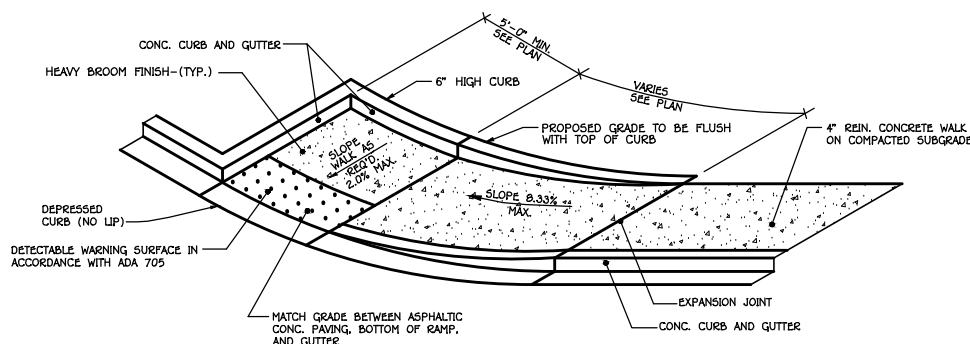 CONC. CURB AND GUTTER
HEAVY BROOM FINISH-(TYP.)
5'-0" MIN.
SEE PLAN
6" HIGH CURB
VARIES
SEE PLAN
PROPOSED GRADE TO BE FLUSH
WITH TOP OF CURB
4" REIN. CONCRETE WALK
ON COMPACTED SUBGRADE
SLOPE
WALK AS
REQ'D.
2.0% MAX.
SLOPE 8.33%
MAX.
DEPRESSED
CURB (NO LIP)
DETECTABLE WARNING SURFACE IN
ACCORDANCE WITH ADA 705
MATCH GRADE BETWEEN ASPHALTIC
CONC. PAVING, BOTTOM OF RAMP,
AND GUTTER
EXPANSION JOINT
CONC. CURB AND GUTTER